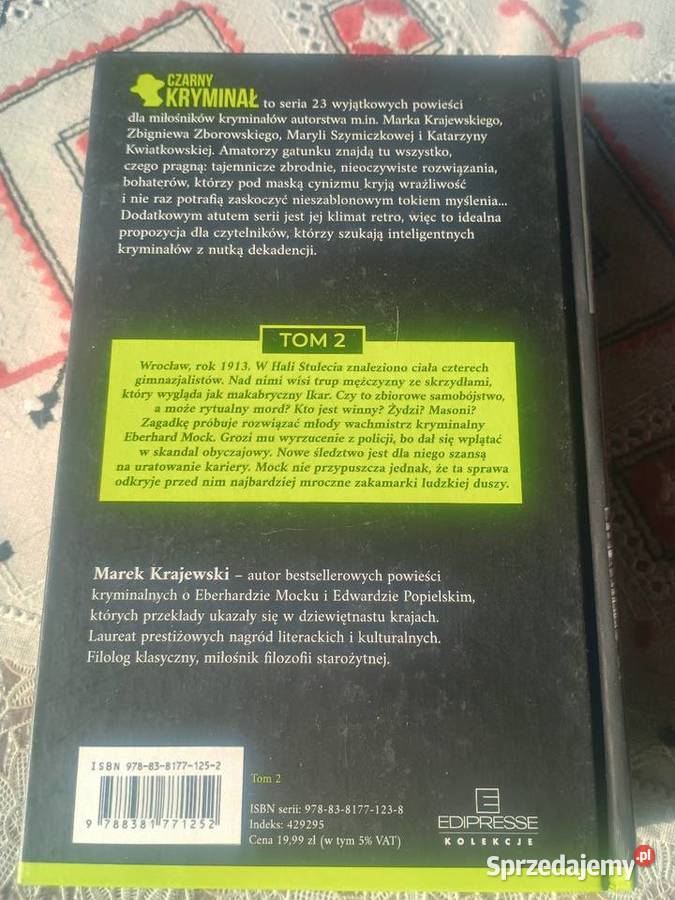 CZARNY
KRYMINAŁ to seria 23 wyjątkowych powieści
dla miłośników kryminałów autorstwa m.in. Marka Krajewskiego,
Zbigniewa Zborowskiego, Maryli Szymiczkowej i Katarzyny
Kwiatkowskiej. Amatorzy gatunku znajdą tu wszystko,
czego pragną: tajemnicze zbrodnie, nieoczywiste rozwiązania,
bohaterów, którzy pod maską cynizmu kryją wrażliwość
i nie raz potrafią zaskoczyć nieszablonowym tokiem myślenia...
Dodatkowym atutem serii jest jej klimat retro, więc to idealna
propozycja dla czytelników, którzy szukają inteligentnych
kryminałów z nutką dekadencji.
TOM 2
Wrocław, rok 1913. W Hali Stulecia znaleziono ciała czterech
gimnazjalistów. Nad nimi wisi trup mężczyzny ze skrzydłami,
który wygląda jak makabryczny Ikar. Czy to zbiorowe samobójstwo,
a może rytualny mord? Kto jest winny? Żydzi? Masoni?
Zagadkę próbuje rozwiązać młody wachmistrz kryminalny
Eberhard Mock. Grozi mu wyrzucenie z policji, bo dał się wplątać
w skandal obyczajowy. Nowe śledztwo jest dla niego szansą
na uratowanie kariery. Mock nie przypuszcza jednak, że ta sprawa
odkryje przed nim najbardziej mroczne zakamarki ludzkiej duszy.
Marek Krajewski – autor bestsellerowych powieści
kryminalnych o Eberhardzie Mocku i Edwardzie Popielskim,
których przekłady ukazały się w dziewiętnastu krajach.
Laureat prestiżowych nagród literackich i kulturalnych.
Filolog klasyczny, miłośnik filozofii starożytnej.
ISBN 978-83-8177-125-2
9 788381 771252
Tom 2
ISBN serii: 978-83-8177-123-8
Indeks: 429295
Cena 19,99 zł (w tym 5% VAT)
EDIPRESSE
KOLEKCJE
Sprzedajemy.pl